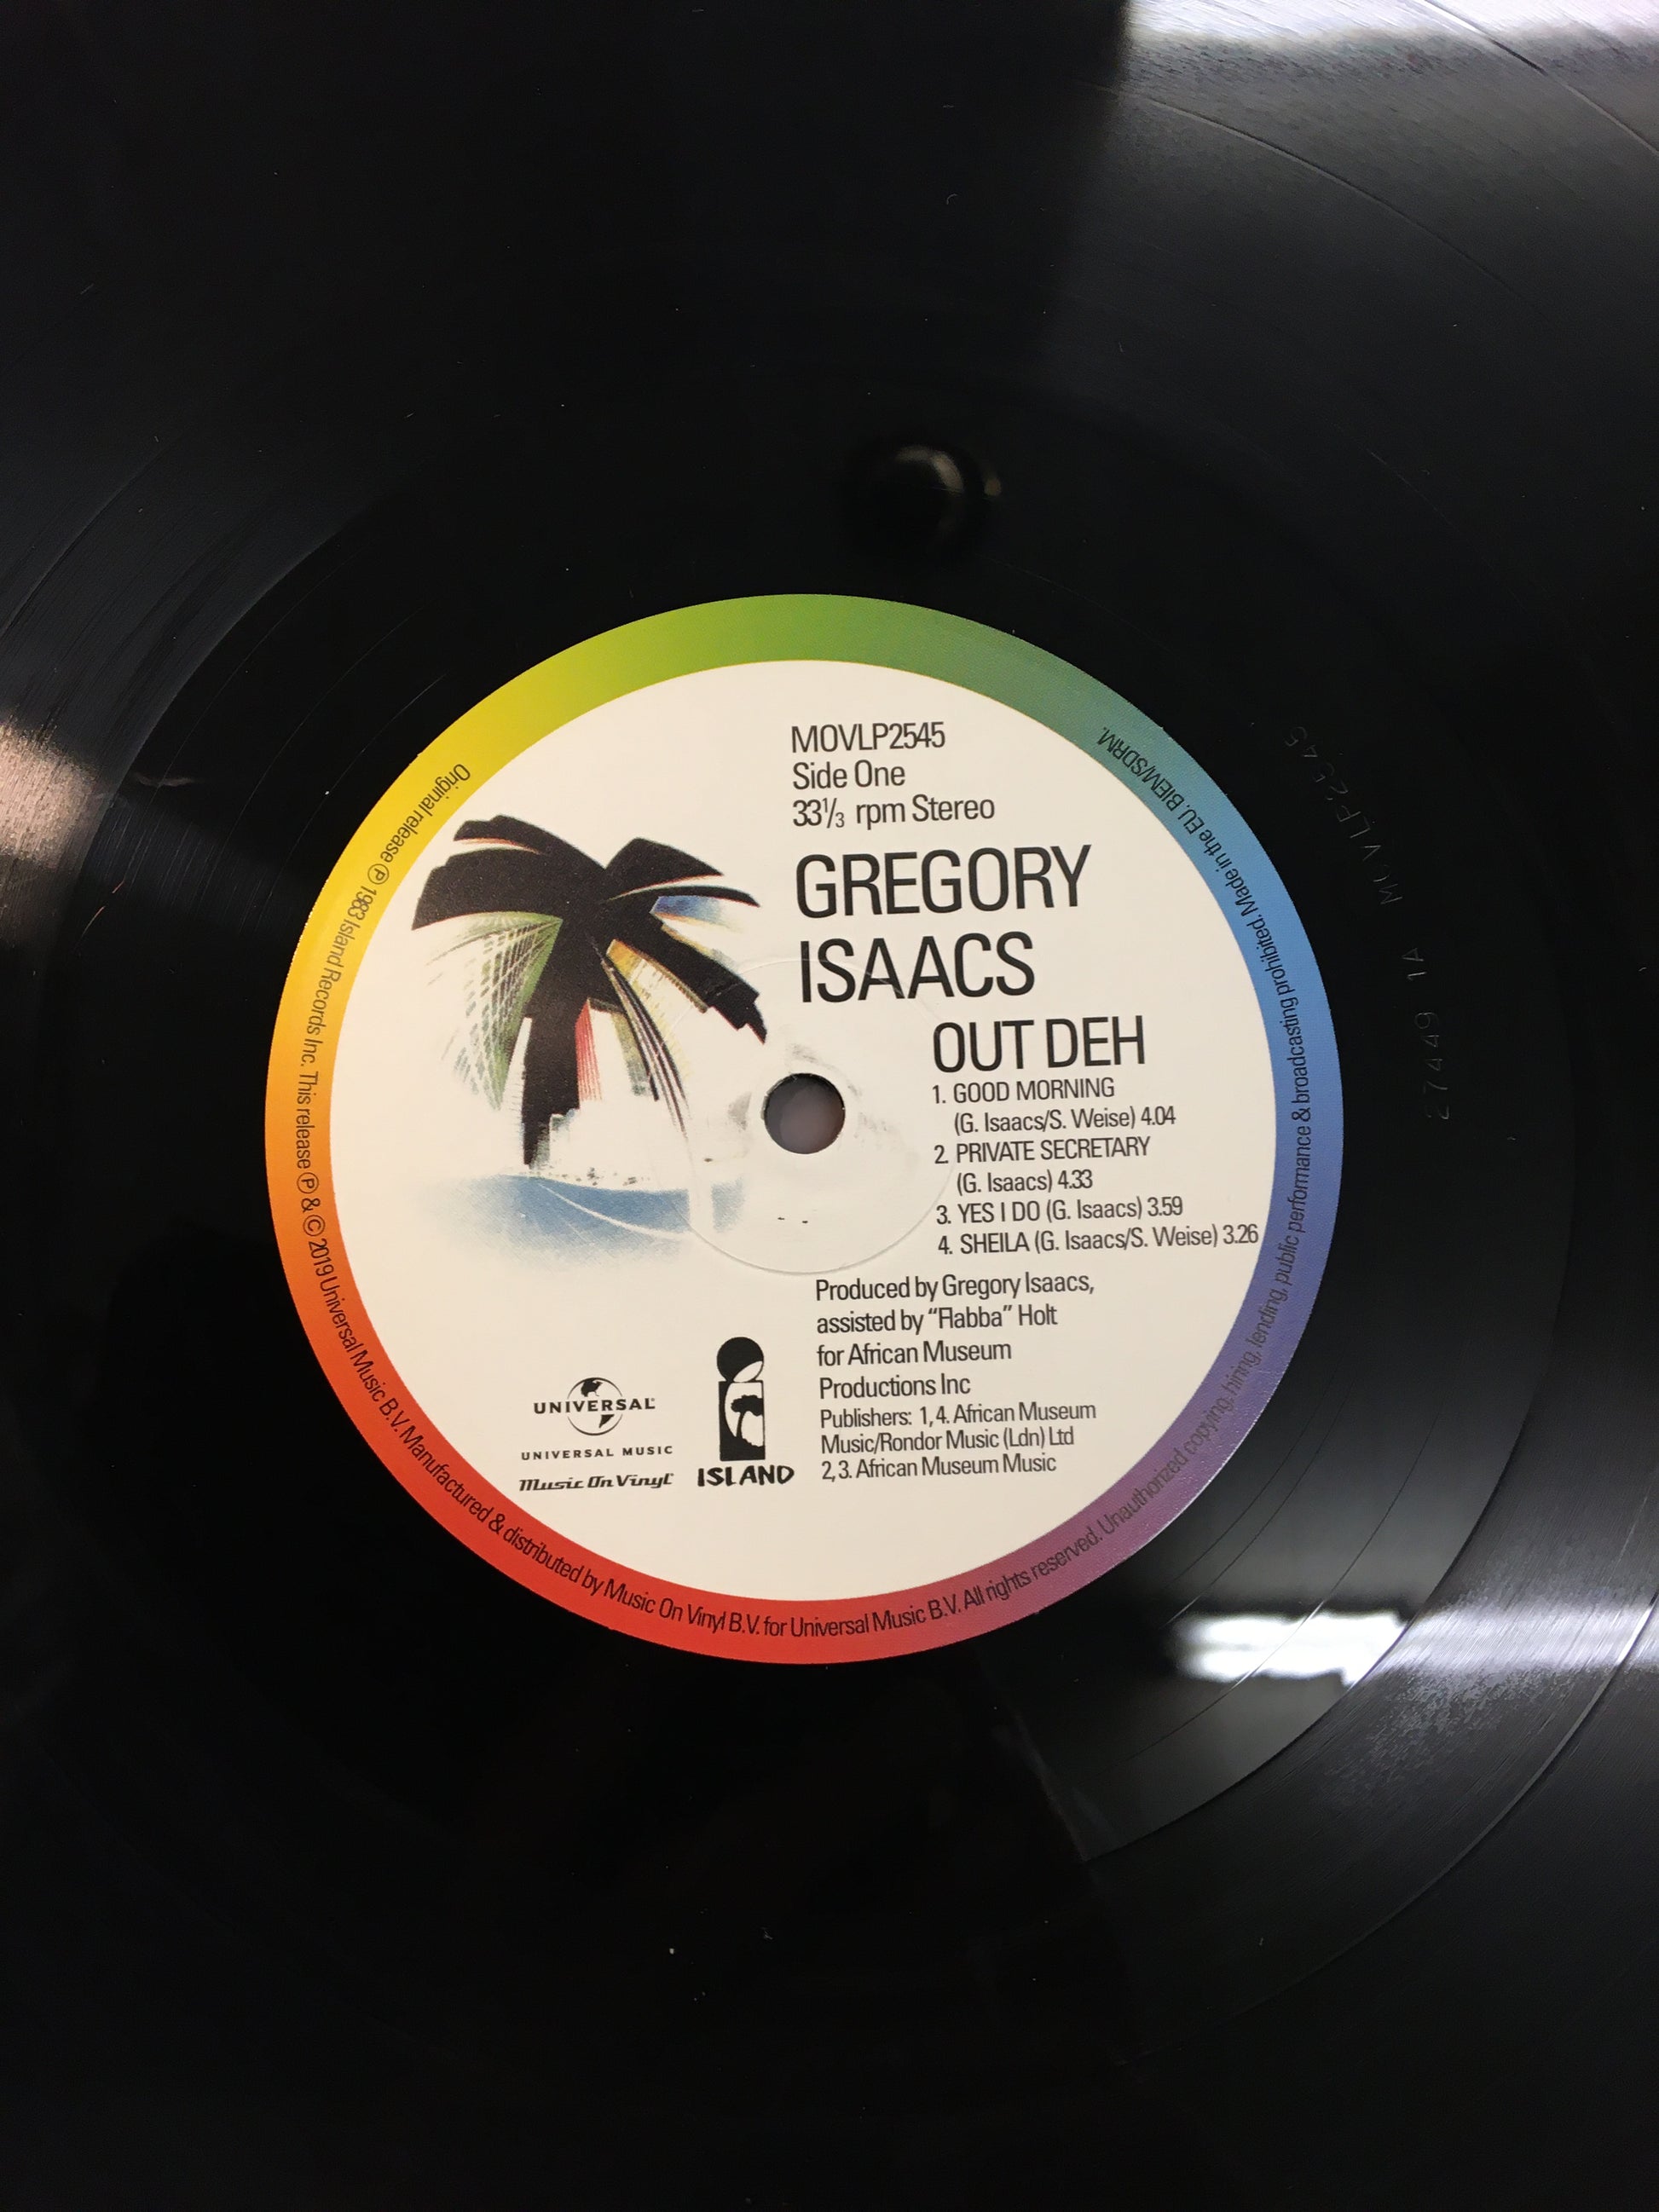 MOVLP2545
Side One
33⅓ rpm Stereo
GREGORY
ISAACS
OUT DEH
1. GOOD MORNING
(G. Isaacs/S. Weise) 4.04
2. PRIVATE SECRETARY
(G. Isaacs) 4.33
3. YES I DO (G. Isaacs) 3.59
4. SHEILA (G. Isaacs/S. Weise) 3.26
Produced by Gregory Isaacs,
assisted by “Flabba” Holt
for African Museum
Productions Inc
Publishers: 1,4. African Museum
Music/Rondor Music (Ldn) Ltd
2,3. African Museum Music
UNIVERSAL
UNIVERSAL MUSIC
Music On Vinyl
ISLAND
Original release ℗ 1983 Island Records Inc. This release ℗ & © 2019 Universal Music B.V. Manufactured & distributed by Music On Vinyl B.V. for Universal Music B.V. All rights reserved. Unauthorized copying, hiring, lending, public performance & broadcasting prohibited. Made in the EU. BIEM/SDRM.
27449 1A MOVLP2545